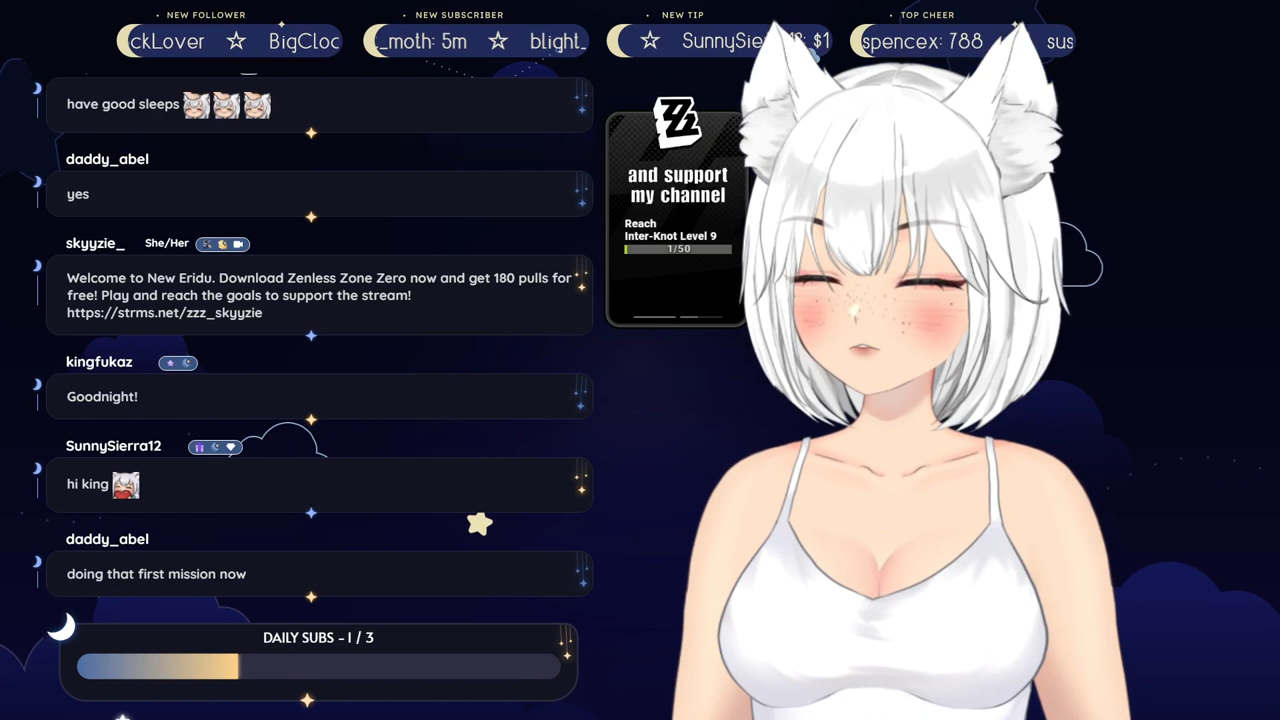 NEW FOLLOWER
NEW SUBSCRIBER
NEW TIP
TOP CHEER
ckLover ☆ BigCloc
_moth: 5m ☆ blight_
☆ SunnySie $1
spencex: 788 sus
have good sleeps
daddy_abel
yes
skyyzie_ She/Her
Welcome to New Eridu. Download Zenless Zone Zero now and get 180 pulls for
free! Play and reach the goals to support the stream!
https://strms.net/zzz_skyyzie
kingfukaz
Goodnight!
SunnySierra12
hi king
daddy_abel
doing that first mission now
DAILY SUBS - 1 / 3
ZZ
and support
my channel
Reach
Inter-Knot Level 9
1/50